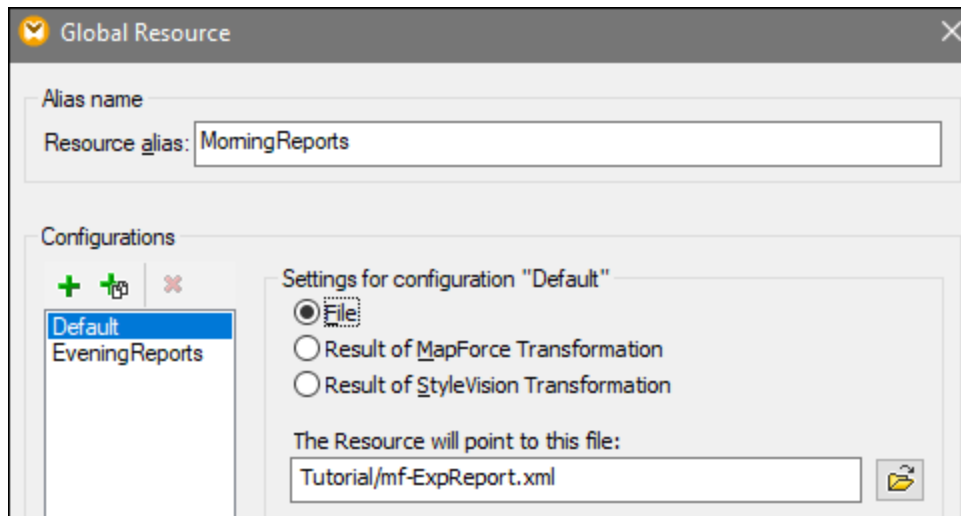 Global Resource
Alias name
Resource alias: MorningReports
Configurations
Settings for configuration "Default"
File
Default
EveningReports
Result of MapForce Transformation
Result of StyleVision Transformation
The Resource will point to this file:
Tutorial/mf-ExpReport.xml